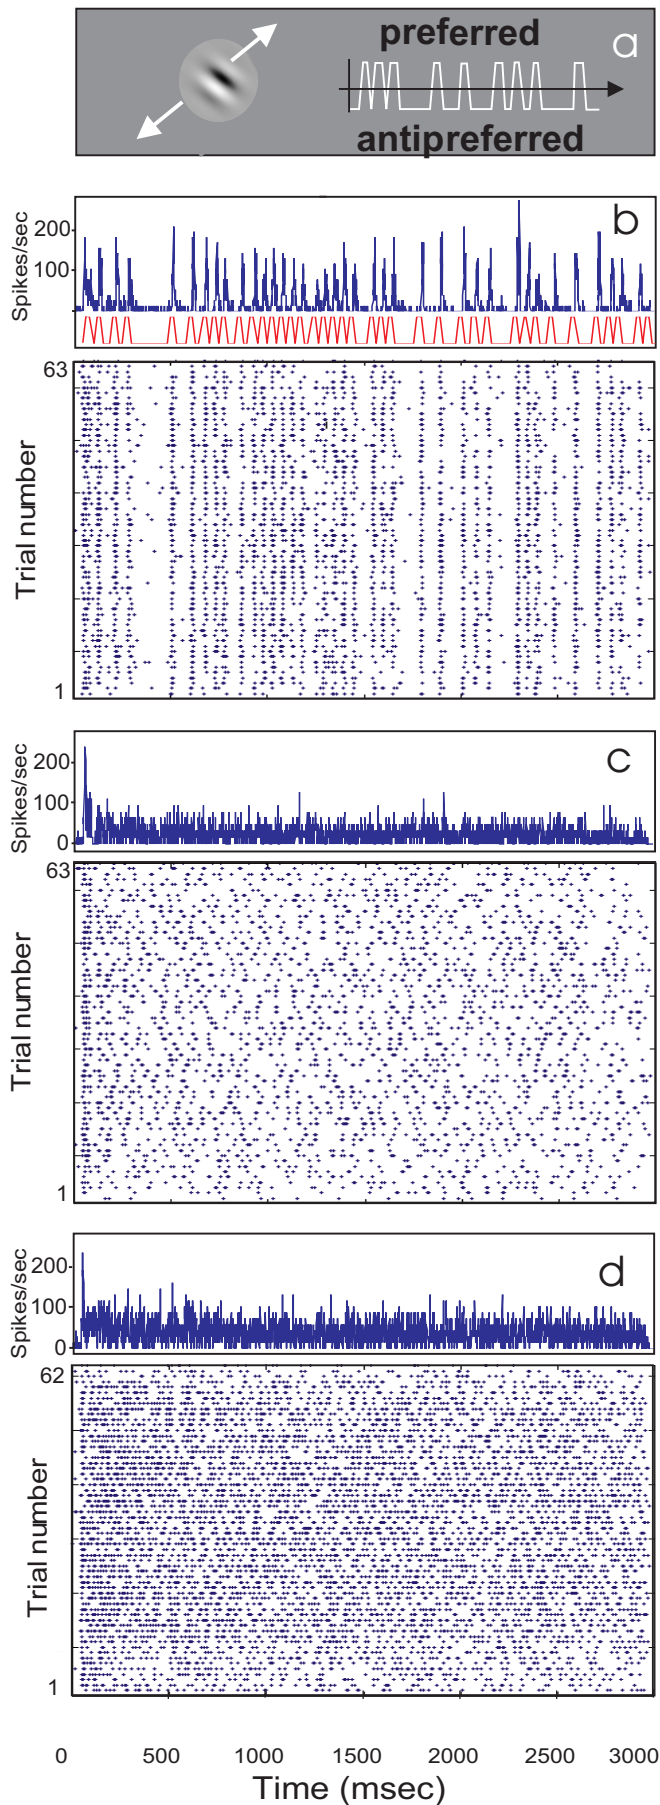 a
preferred
antipreferred
b
Spikes/sec
200
100
63
Trial number
1
c
Spikes/sec
200
100
0
63
Trial number
1
d
Spikes/sec
200
100
0
62
Trial number
1
0 500 1000 1500 2000 2500 3000
Time (msec)